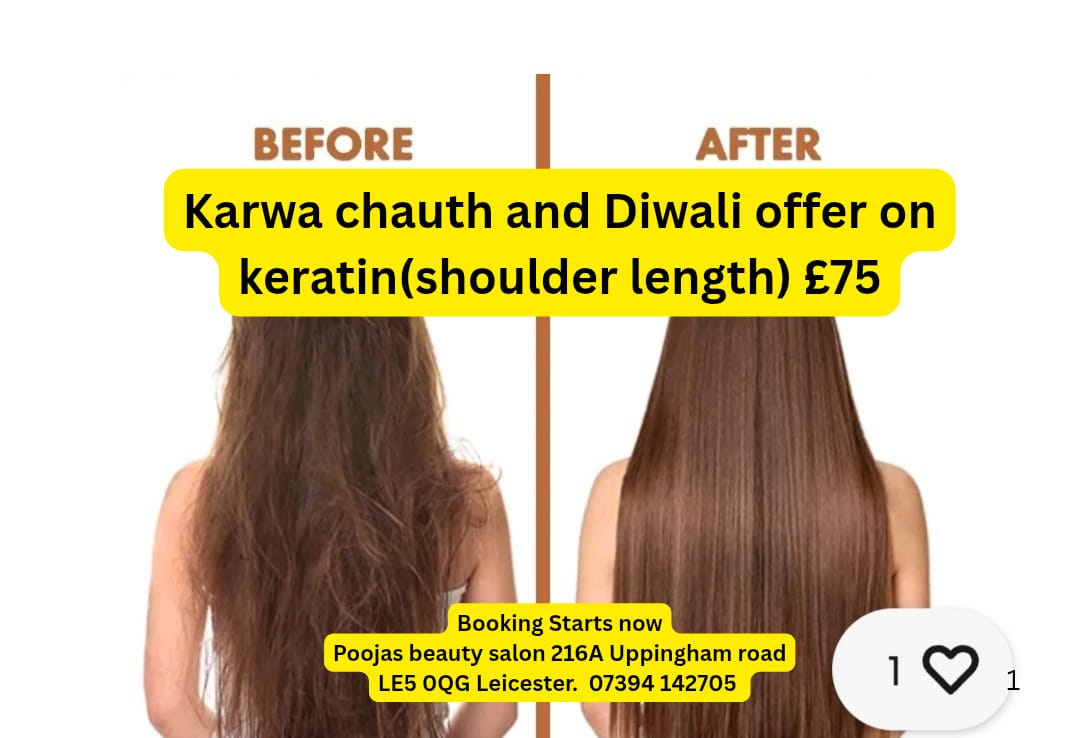 BEFORE
AFTER
Karwa chauth and Diwali offer on
keratin(shoulder length) £75
Booking Starts now
Poojas beauty salon 216A Uppingham road
LE5 0QG Leicester.  07394 142705
1
1